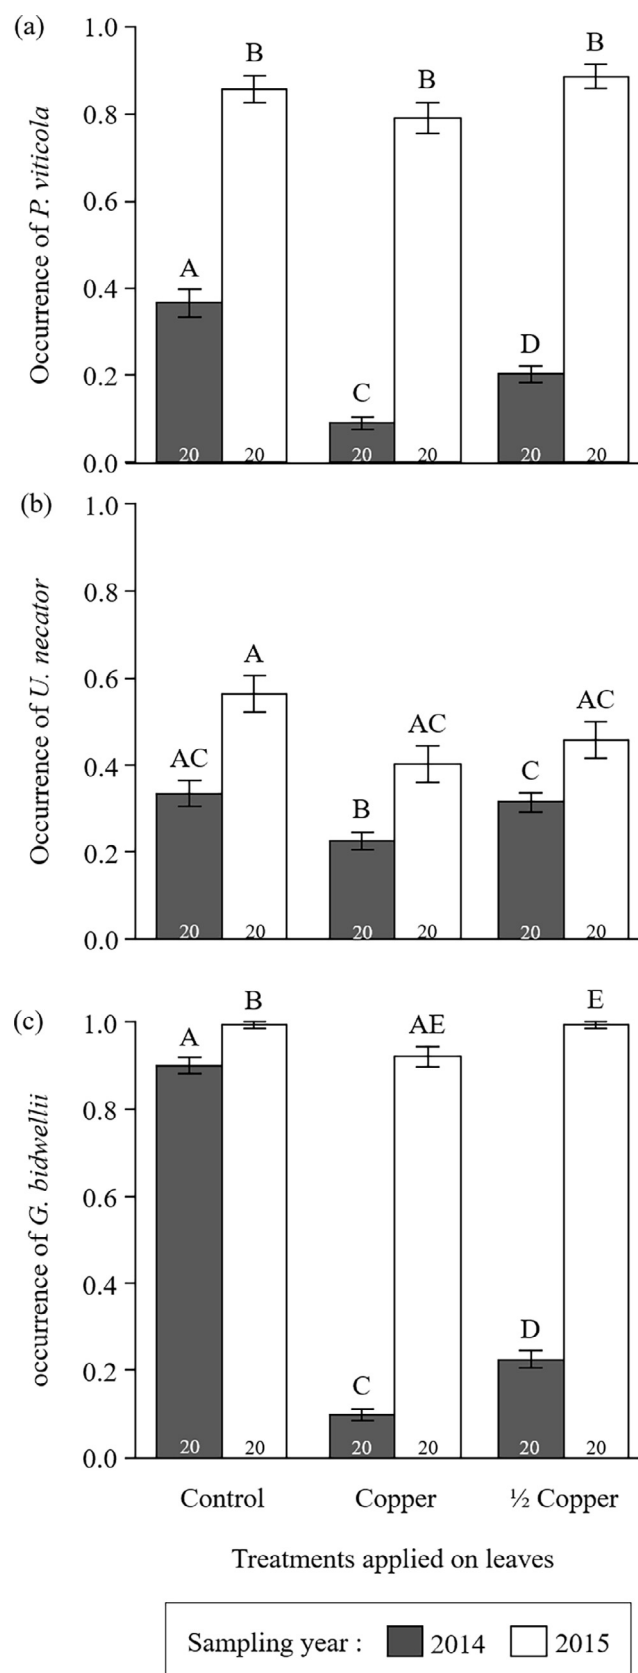 (a)
Occurrence of P. viticola
1.0
0.8
0.6
0.4
0.2
0.0
A
B
C
B
D
B
20
20
20
20
20
20
(b)
Occurrence of U. necator
1.0
0.8
0.6
0.4
0.2
0.0
AC
A
B
AC
C
AC
20
20
20
20
20
20
(c)
occurrence of G. bidwellii
1.0
0.8
0.6
0.4
0.2
0.0
A
B
C
AE
D
E
20
20
20
20
20
20
Control
Copper
½ Copper
Treatments applied on leaves
Sampling year : 2014 2015